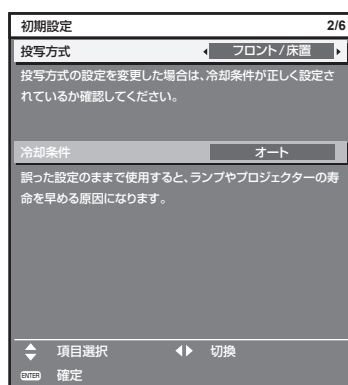 初期設定 2/6
投写方式 フロント/床置
投写方式の設定を変更した場合は、冷却条件が正しく設定さ
れているか確認してください。
冷却条件 オート
誤った設定のままで使用すると、ランプやプロジェクターの寿
命を早める原因になります。
項目選択 切換
ENTER 確定